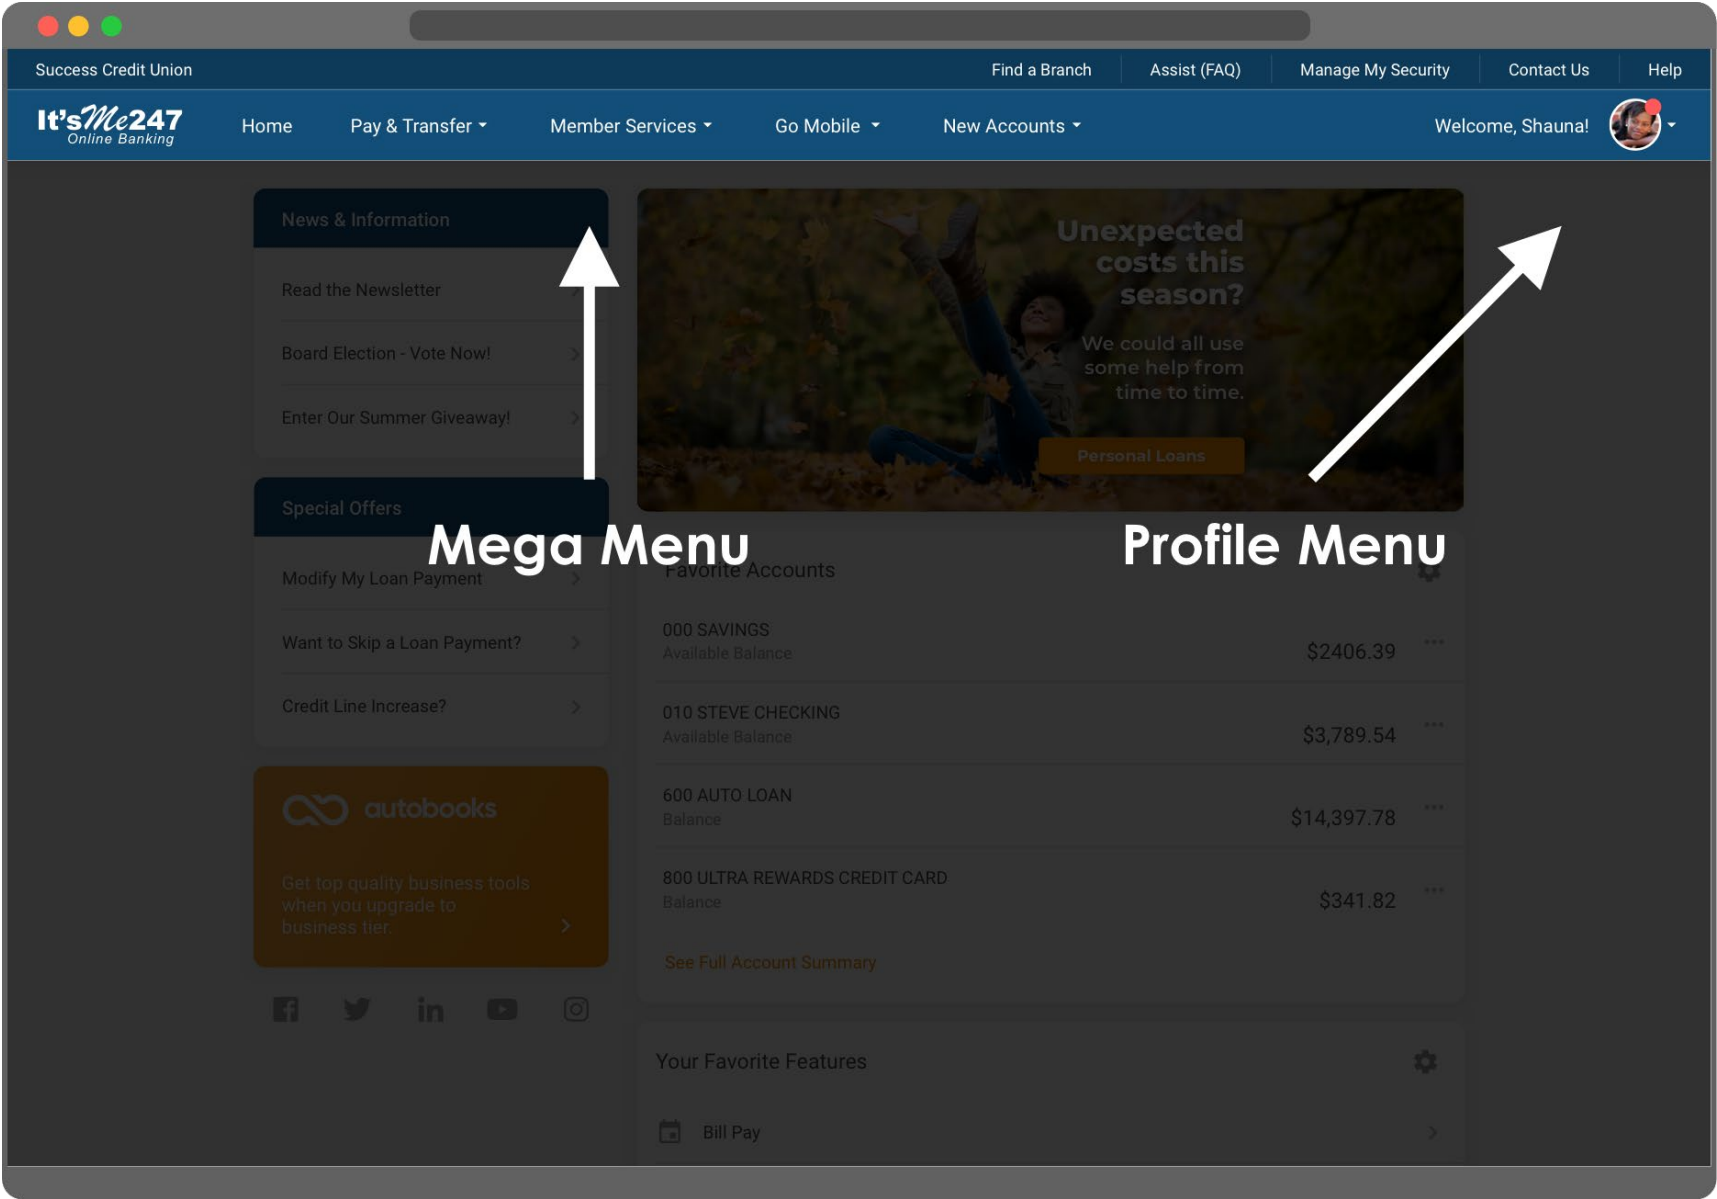 Success Credit Union
Find a Branch
Assist (FAQ)
Manage My Security
Contact Us
Help
It'sMe247
Online Banking
Home
Pay & Transfer
Member Services
Go Mobile
New Accounts
Welcome, Shauna!
News & Information
Read the Newsletter
Board Election - Vote Now!
Enter Our Summer Giveaway!
Unexpected
costs this
season?
We could all use
some help from
time to time.
Personal Loans
Mega Menu
Profile Menu
Special Offers
Modify My Loan Payment
Want to Skip a Loan Payment?
Credit Line Increase?
autobooks
Get top quality business tools
when you upgrade to
business tier.
Favorite Accounts
000 SAVINGS
Available Balance
$2406.39
010 STEVE CHECKING
Available Balance
$3,789.54
600 AUTO LOAN
Balance
$14,397.78
800 ULTRA REWARDS CREDIT CARD
Balance
$341.82
See Full Account Summary
Your Favorite Features
Bill Pay